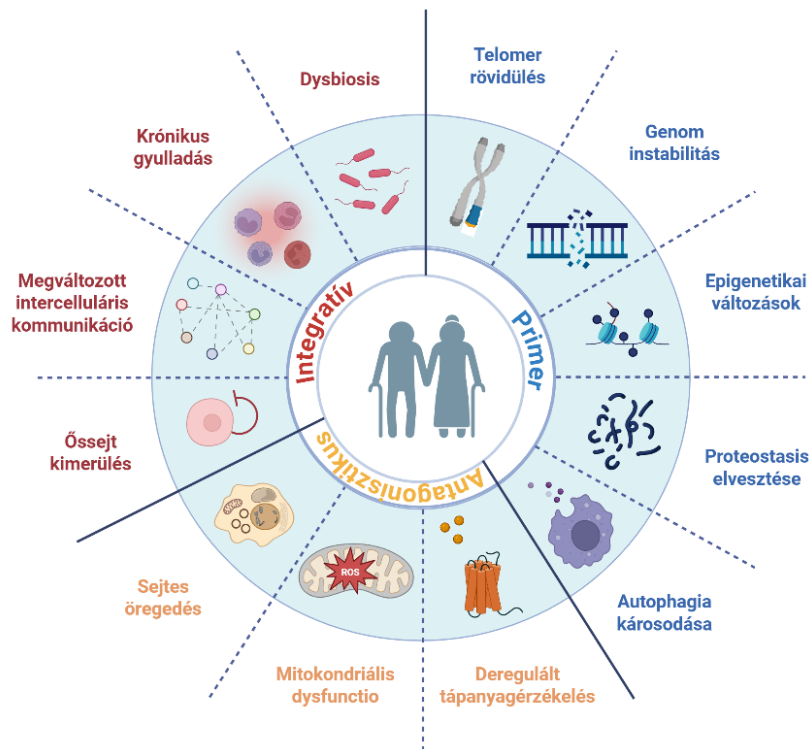 Dysbiosis
Telomer
rövidülés
Krónikus
gyulladás
Genom
instabilitás
Megváltozott
intercelluláris
kommunikáció
Epigenetikai
változások
Integratív
Primer
Antagonisztikus
Őssejt
kimerülés
Proteostasis
elvesztése
Sejtes
öregedés
ROS
Autophagia
károsodása
Mitokondriális
dysfunctio
Deregulált
tápanyagérzékelés